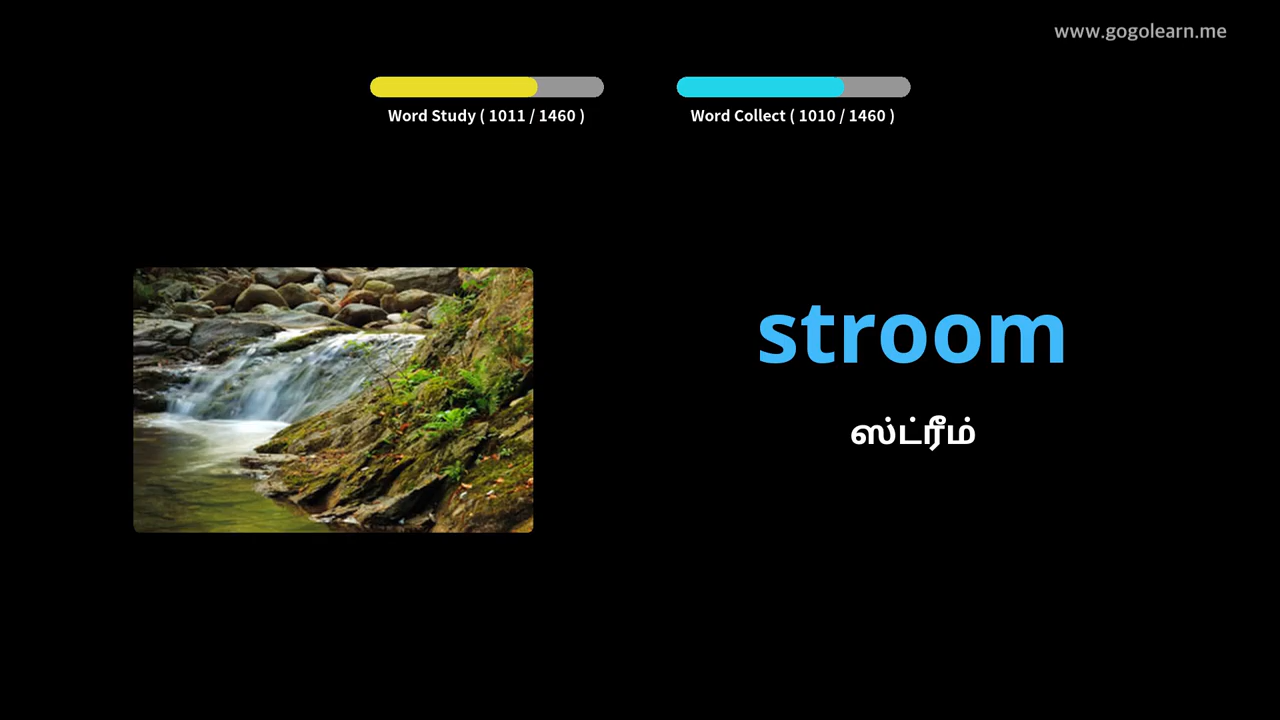 www.gogolearn.me
Word Study ( 1011 / 1460 )
Word Collect ( 1010 / 1460 )
stroom
ஸ்ட்ரீம்